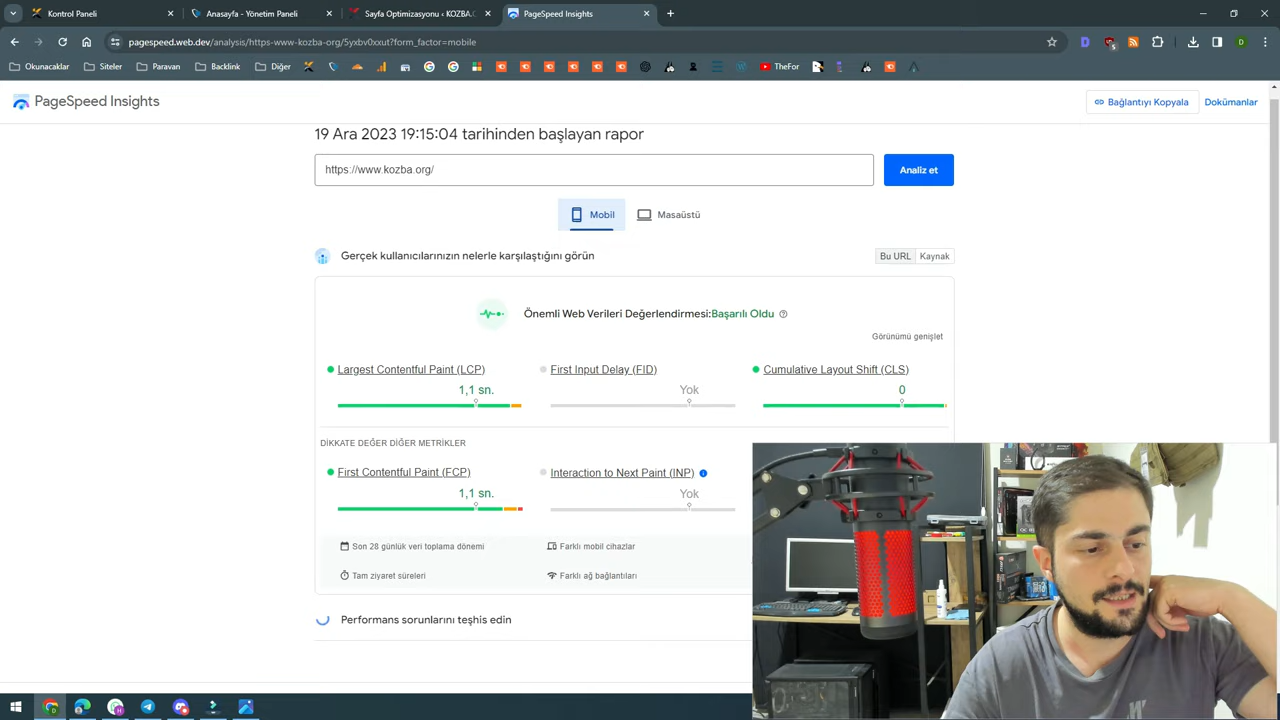 Kontrol Paneli
Anasayfa - Yönetim Paneli
Sayfa Optimizasyonu ‹ KOZBA.O
PageSpeed Insights
pagespeed.web.dev/analysis/https-www-kozba-org/5yxbv0xxut?form_factor=mobile
Okunacaklar
Siteler
Paravan
Backlink
Diğer
TheFor
PageSpeed Insights
Bağlantıyı Kopyala
Dokümanlar
19 Ara 2023 19:15:04 tarihinden başlayan rapor
https://www.kozba.org/
Analiz et
Mobil
Masaüstü
Gerçek kullanıcılarınızın nelerle karşılaştığını görün
Bu URL
Kaynak
Önemli Web Verileri Değerlendirmesi:Başarılı Oldu
Görünümü genişlet
Largest Contentful Paint (LCP)
1,1 sn.
First Input Delay (FID)
Yok
Cumulative Layout Shift (CLS)
0
DİKKATE DEĞER DİĞER METRİKLER
First Contentful Paint (FCP)
1,1 sn.
Interaction to Next Paint (INP)
Yok
Son 28 günlük veri toplama dönemi
Farklı mobil cihazlar
Tam ziyaret süreleri
Farklı ağ bağlantıları
Performans sorunlarını teşhis edin